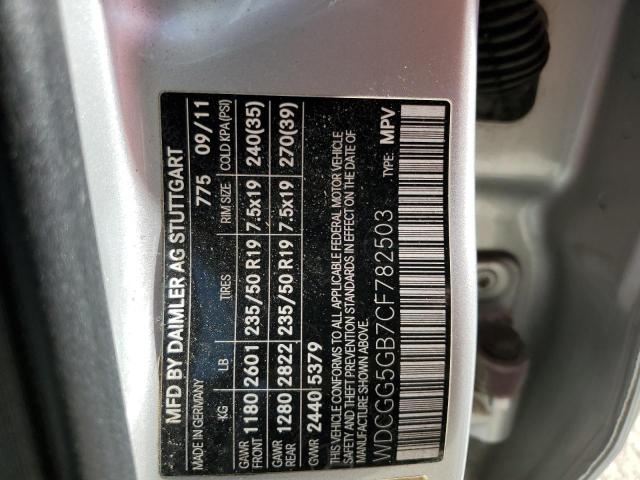 MFD BY DAIMLER AG STUTTGART
MADE IN GERMANY 775 09/11
KG LB TIRES RIM SIZE COLD KPA(PSI)
GAWR FRONT 1180 2601 235/50 R19 7.5x19 240(35)
GAWR REAR 1280 2822 235/50 R19 7.5x19 270(39)
GVWR 2440 5379
THIS VEHICLE CONFORMS TO ALL APPLICABLE FEDERAL MOTOR VEHICLE
SAFETY AND THEFT PREVENTION STANDARDS IN EFFECT ON THE DATE OF
MANUFACTURE SHOWN ABOVE.
TYPE: MPV
WDCGG5GB7CF782503